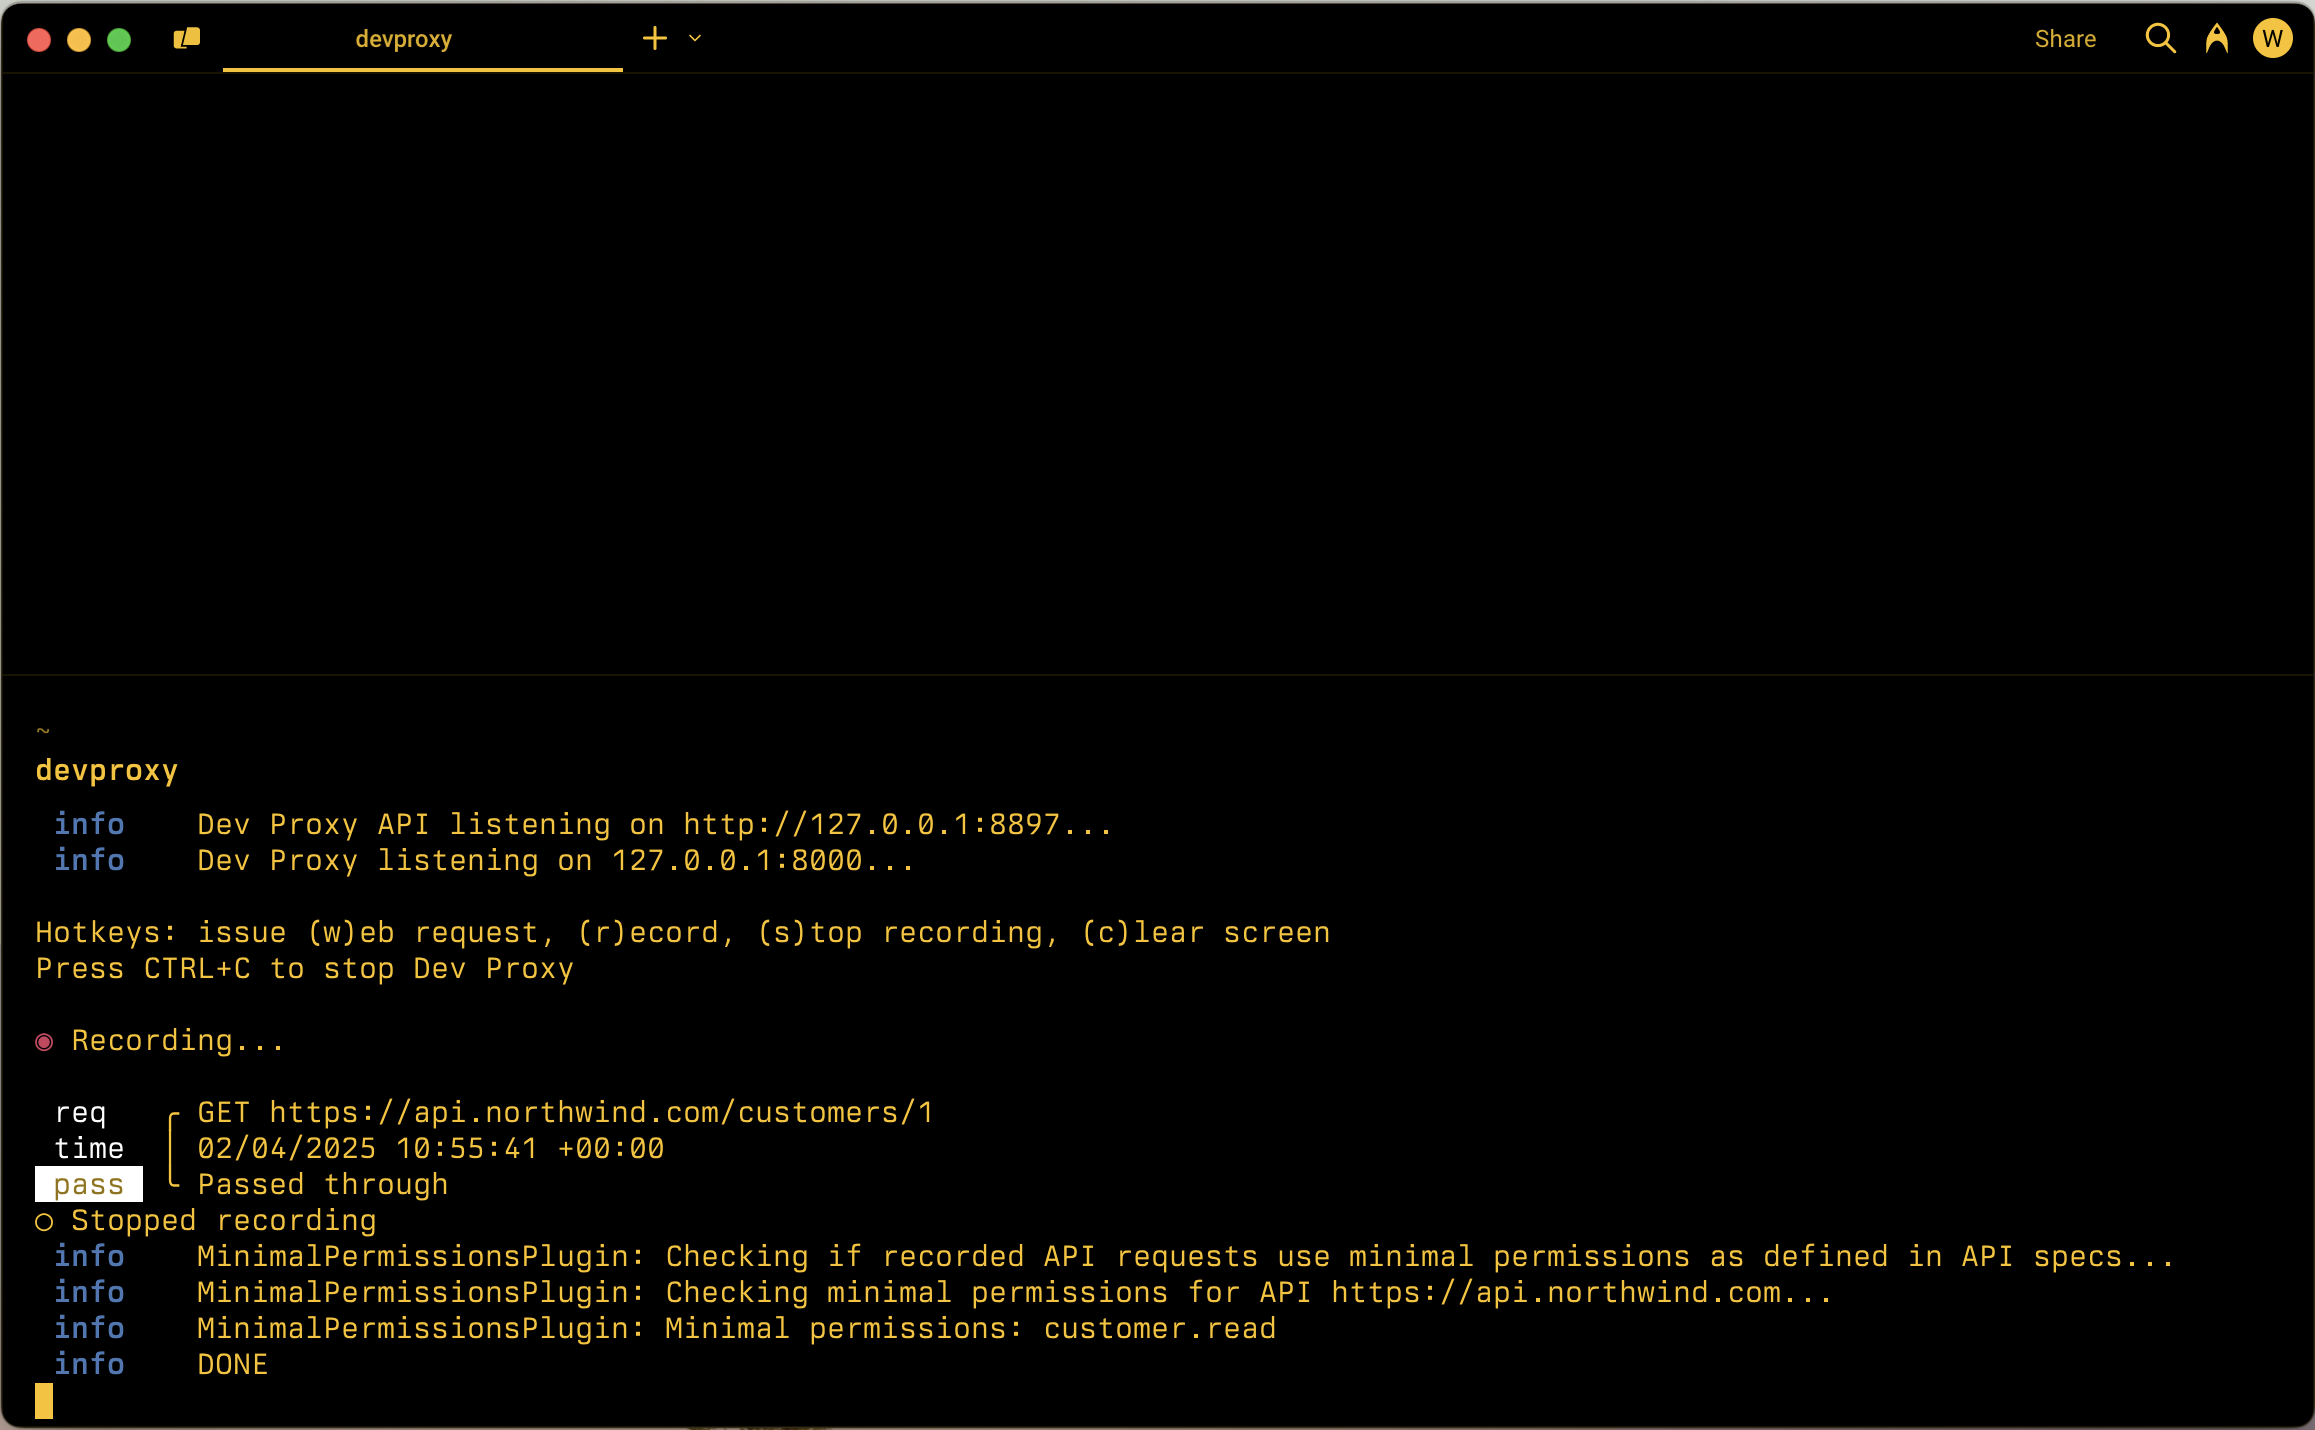 devproxy
Share
W
~
devproxy
info Dev Proxy API listening on http://127.0.0.1:8897...
info Dev Proxy listening on 127.0.0.1:8000...
Hotkeys: issue (w)eb request, (r)ecord, (s)top recording, (c)lear screen
Press CTRL+C to stop Dev Proxy
◉ Recording...
req ╭ GET https://api.northwind.com/customers/1
time │ 02/04/2025 10:55:41 +00:00
pass ╰ Passed through
○ Stopped recording
info MinimalPermissionsPlugin: Checking if recorded API requests use minimal permissions as defined in API specs...
info MinimalPermissionsPlugin: Checking minimal permissions for API https://api.northwind.com...
info MinimalPermissionsPlugin: Minimal permissions: customer.read
info DONE